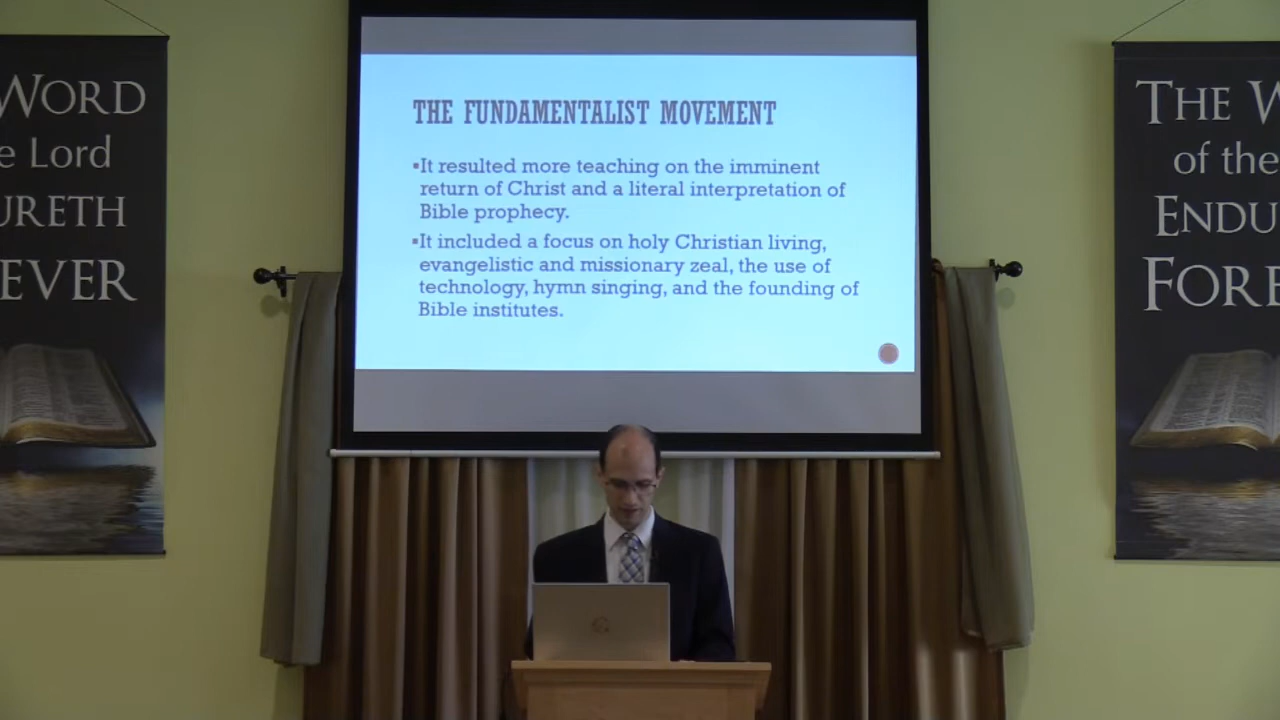 WORD
e Lord
URETH
EVER
THE FUNDAMENTALIST MOVEMENT
▪It resulted more teaching on the imminent
return of Christ and a literal interpretation of
Bible prophecy.
▪It included a focus on holy Christian living,
evangelistic and missionary zeal, the use of
technology, hymn singing, and the founding of
Bible institutes.
THE W
of the
ENDU
FORE